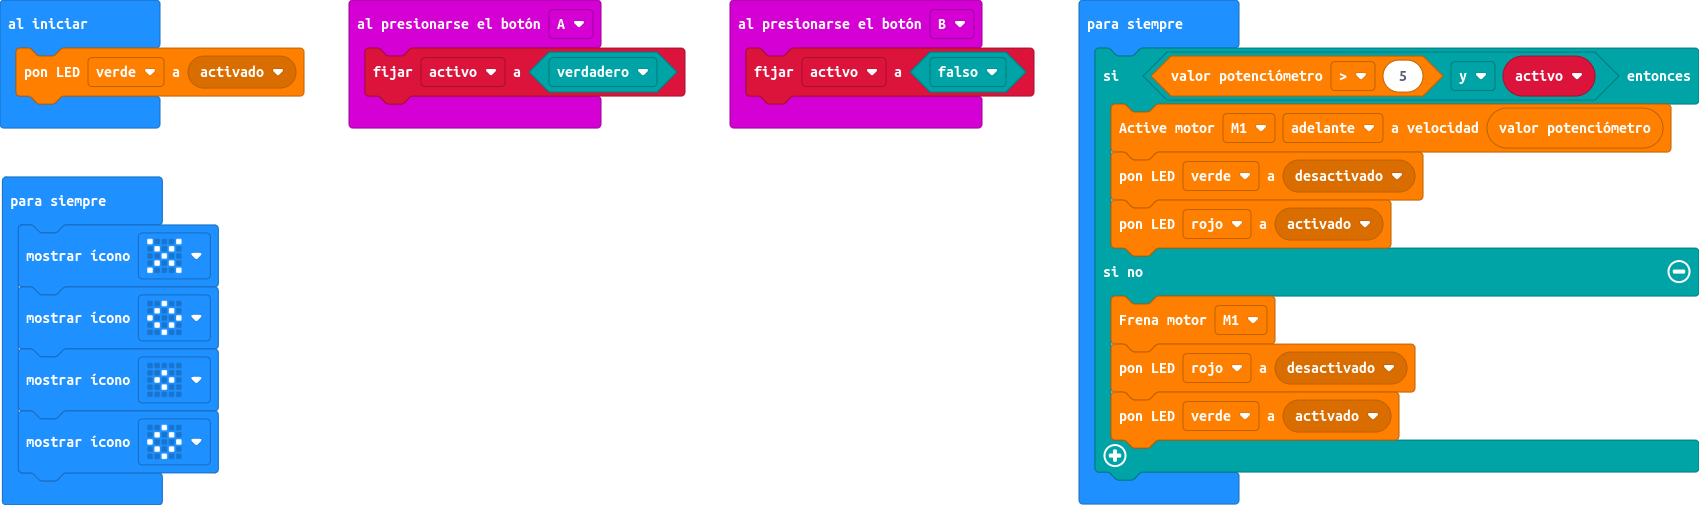 al iniciar
pon LED verde a activado
al presionarse el botón A
fijar activo a verdadero
al presionarse el botón B
fijar activo a falso
para siempre
si valor potenciómetro > 5 y activo entonces
Active motor M1 adelante a velocidad valor potenciómetro
pon LED verde a desactivado
pon LED rojo a activado
si no
Frena motor M1
pon LED rojo a desactivado
pon LED verde a activado
para siempre
mostrar ícono
mostrar ícono
mostrar ícono
mostrar ícono